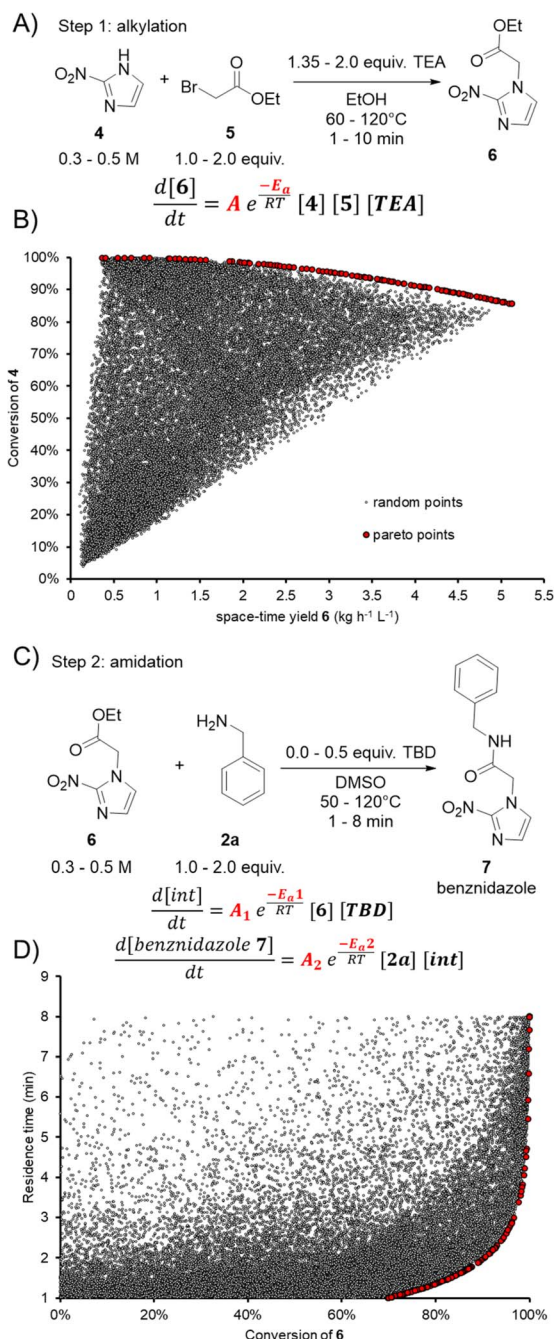 A) Step 1: alkylation
OEt
O
NH
O
1.35 - 2.0 equiv. TEA
NO₂
N
+
Br
OEt
EtOH
60 - 120°C
1 - 10 min
NO₂
N
N
4
5
6
0.3 - 0.5 M
1.0 - 2.0 equiv.
d[6]/dt = A e^(-Ea/RT) [4] [5] [TEA]
B)
100%
90%
80%
70%
60%
50%
40%
30%
20%
10%
0%
Conversion of 4
random points
pareto points
0 0.5 1 1.5 2 2.5 3 3.5 4 4.5 5 5.5
space-time yield 6 (kg h⁻¹ L⁻¹)
C) Step 2: amidation
OEt
O
NO₂
N
N
+
H₂N
0.0 - 0.5 equiv. TBD
DMSO
50 - 120°C
1 - 8 min
NH
O
NO₂
N
N
6
2a
7
benznidazole
0.3 - 0.5 M
1.0 - 2.0 equiv.
d[int]/dt = A₁ e^(-Ea1/RT) [6] [TBD]
d[benznidazole 7]/dt = A₂ e^(-Ea2/RT) [2a] [int]
D)
9
8
7
6
5
4
3
2
1
Residence time (min)
0% 20% 40% 60% 80% 100%
Conversion of 6